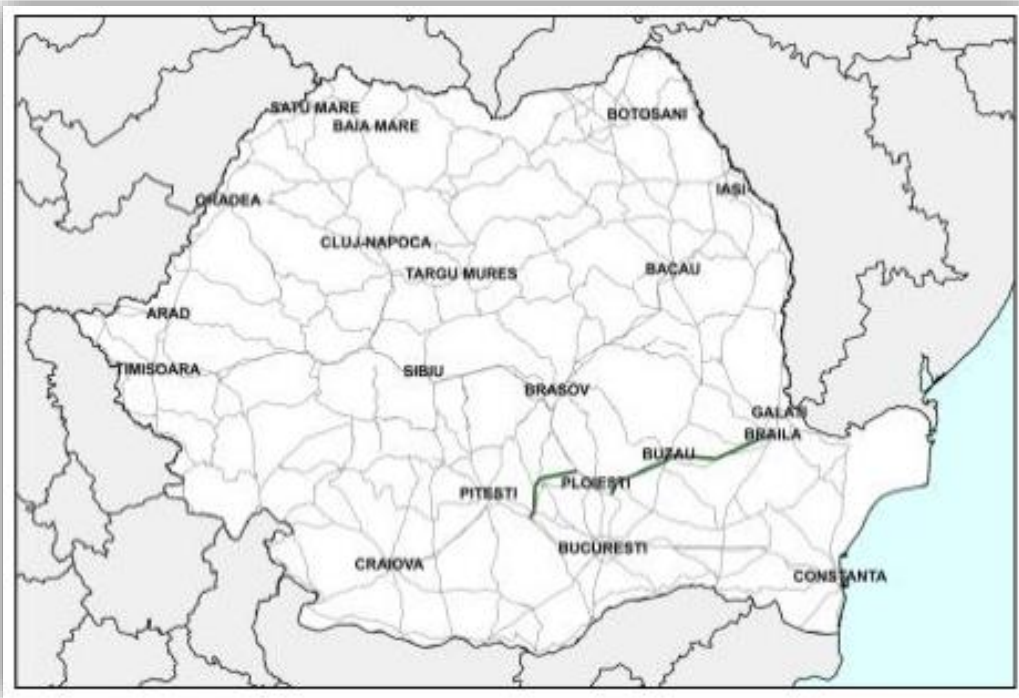 SATU MARE
BAIA MARE
BOTOSANI
ORADEA
IASI
CLUJ-NAPOCA
TARGU MURES
BACAU
ARAD
TIMISOARA
SIBIU
BRASOV
GALATI
BRAILA
BUZAU
PLOIESTI
PITESTI
BUCURESTI
CRAIOVA
CONSTANTA